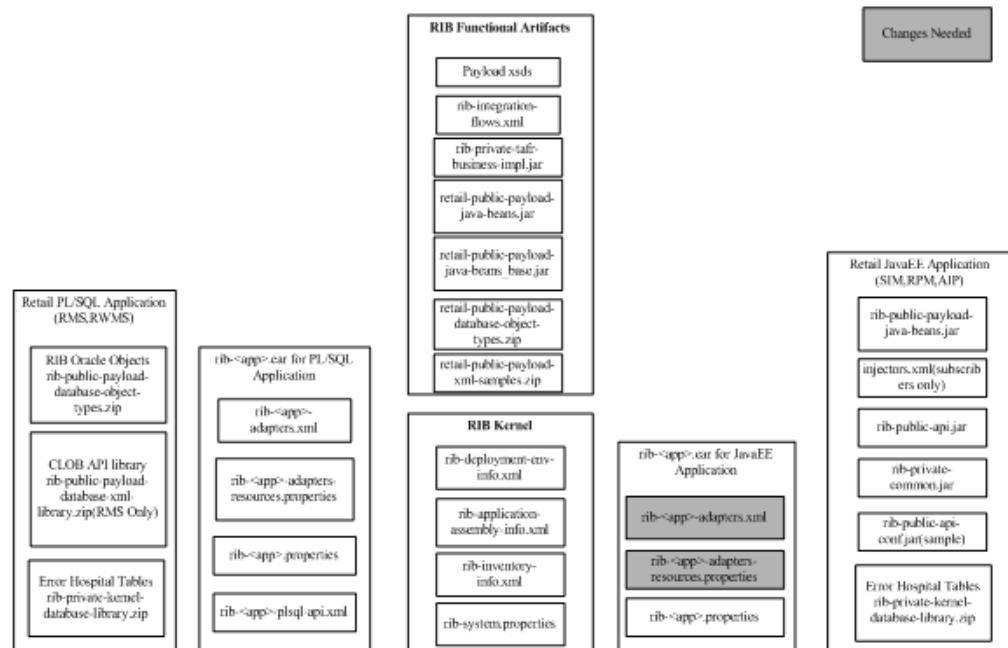 RIB Functional Artifacts
Payload xsds
rib-integration-
flows.xml
rib-private-tafr-
business-impl.jar
retail-public-payload-
java-beans.jar
retail-public-payload-
java-beans_base.jar
retail-public-payload-
database-object-
types.zip
retail-public-payload-
xml-samples.zip
Changes Needed
Retail PL/SQL Application
(RMS,RWMS)
RIB Oracle Objects
rib-public-payload-
database-object-
types.zip
CLOB API library
rib-public-payload-
database-xml-
library.zip(RMS Only)
Error Hospital Tables
rib-private-kernel-
database-library.zip
rib-<app>.ear for PL/SQL
Application
rib-<app>-
adapters.xml
rib-<app>-adapters-
resources.properties
rib-<app>.properties
rib-<app>-plsql-api.xml
RIB Kernel
rib-deployment-env-
info.xml
rib-application-
assembly-info.xml
rib-inventory-
info.xml
rib-system.properties
rib-<app>.ear for JavaEE
Application
rib-<app>-adapters.xml
rib-<app>-adapters-
resources.properties
rib-<app>.properties
Retail JavaEE Application
(SIM,RPM,AIP)
rib-public-payload-
java-beans.jar
injectors.xml(subscri
bers only)
rib-public-api.jar
rib-private-
common.jar
rib-public-api-
conf.jar(sample)
Error Hospital Tables
rib-private-kernel-
database-library.zip